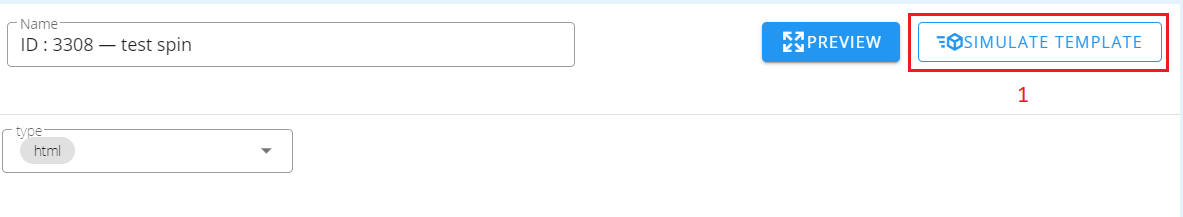 Name
ID : 3308 — test spin
PREVIEW
SIMULATE TEMPLATE
1
type
html